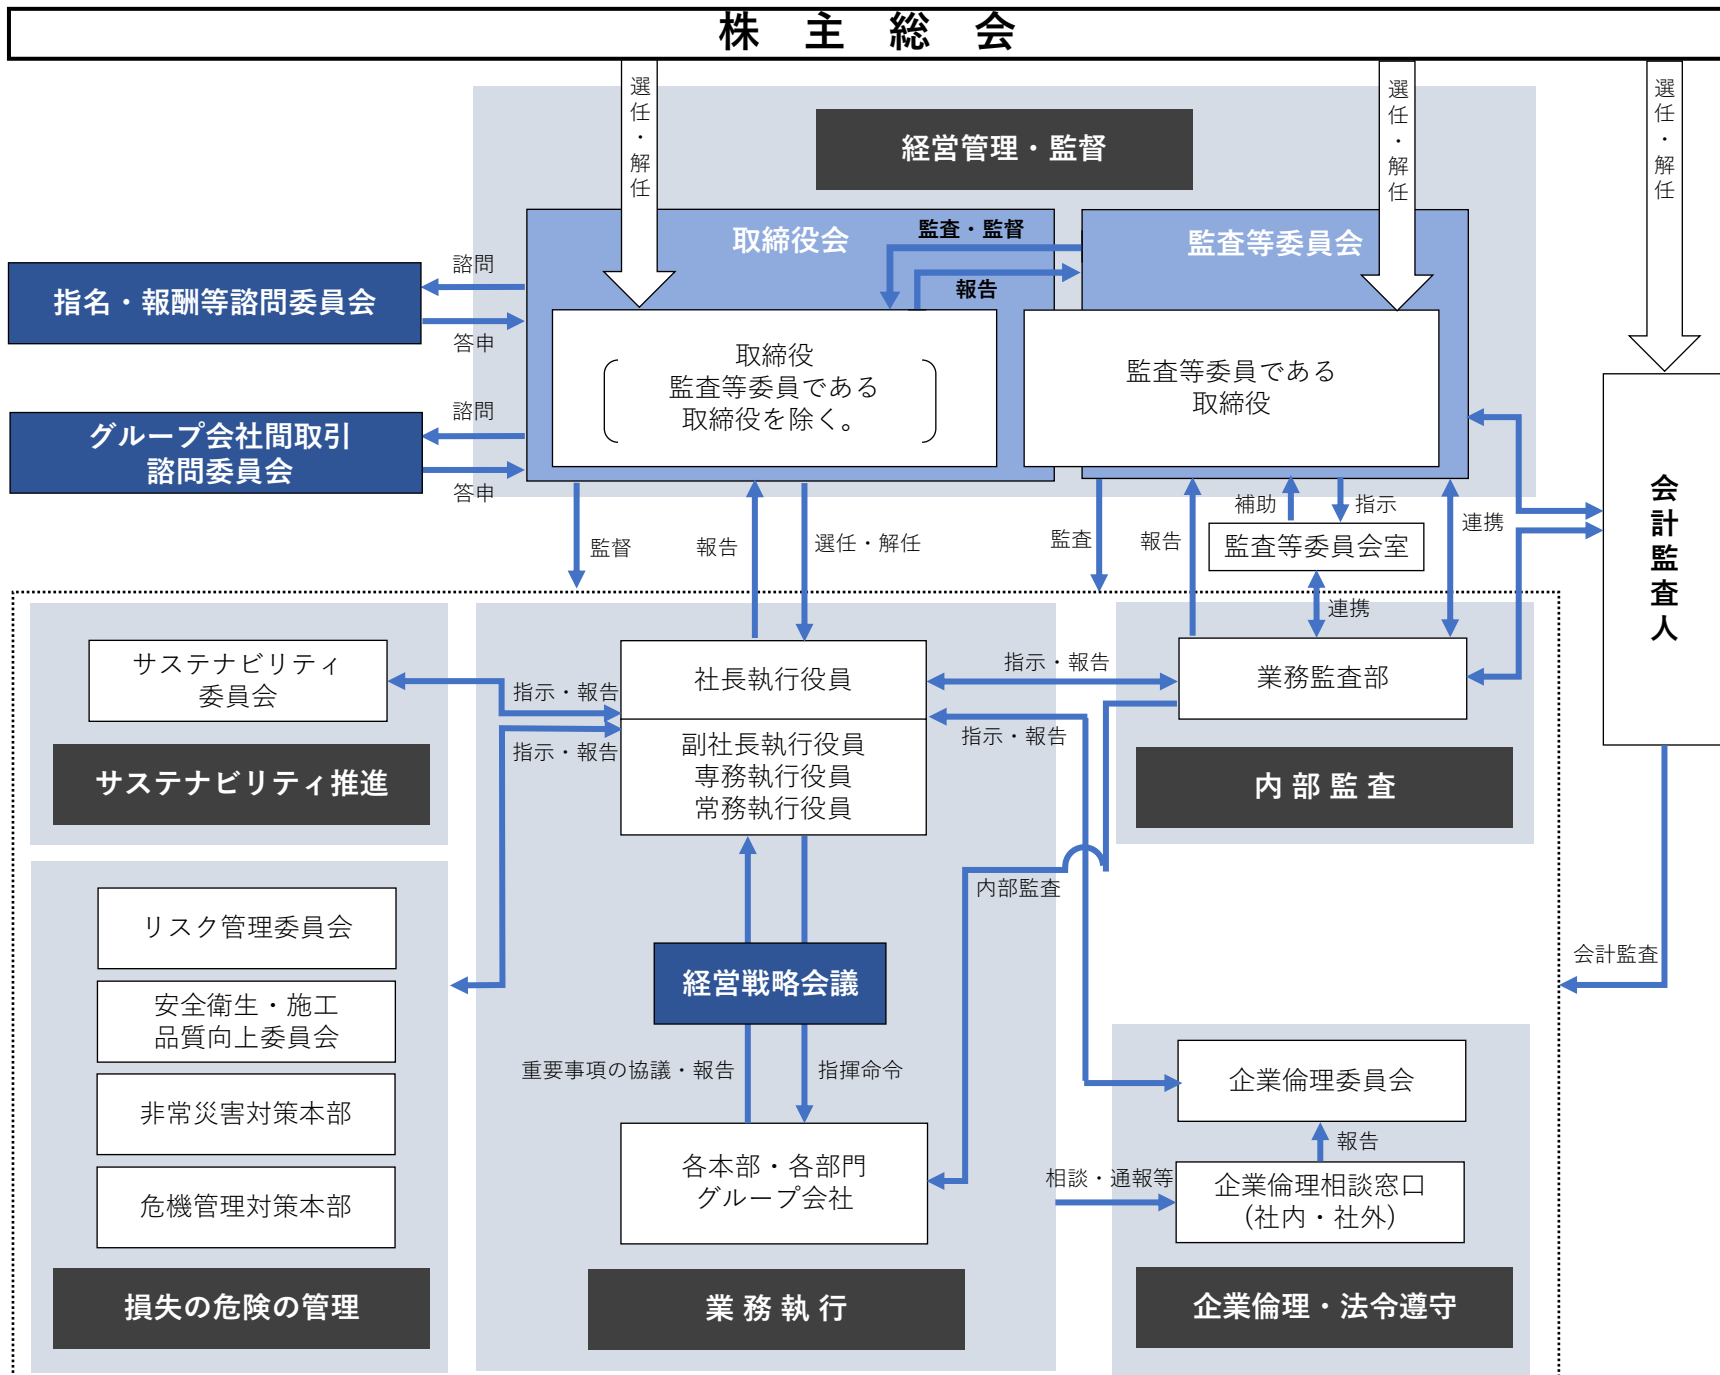 株主総会
選任・解任
選任・解任
選任・解任
経営管理・監督
取締役会
監査・監督
報告
監査等委員会
諮問
指名・報酬等諮問委員会
答申
取締役
監査等委員である
取締役を除く。
監査等委員である
取締役
諮問
グループ会社間取引
諮問委員会
答申
会計監査人
監督
報告
選任・解任
監査
報告
補助
指示
連携
監査等委員会室
連携
サステナビリティ
委員会
指示・報告
指示・報告
サステナビリティ推進
社長執行役員
副社長執行役員
専務執行役員
常務執行役員
指示・報告
指示・報告
業務監査部
内部監査
内部監査
リスク管理委員会
安全衛生・施工
品質向上委員会
非常災害対策本部
危機管理対策本部
損失の危険の管理
経営戦略会議
重要事項の協議・報告
指揮命令
各本部・各部門
グループ会社
業務執行
会計監査
企業倫理委員会
報告
相談・通報等
企業倫理相談窓口
(社内・社外)
企業倫理・法令遵守